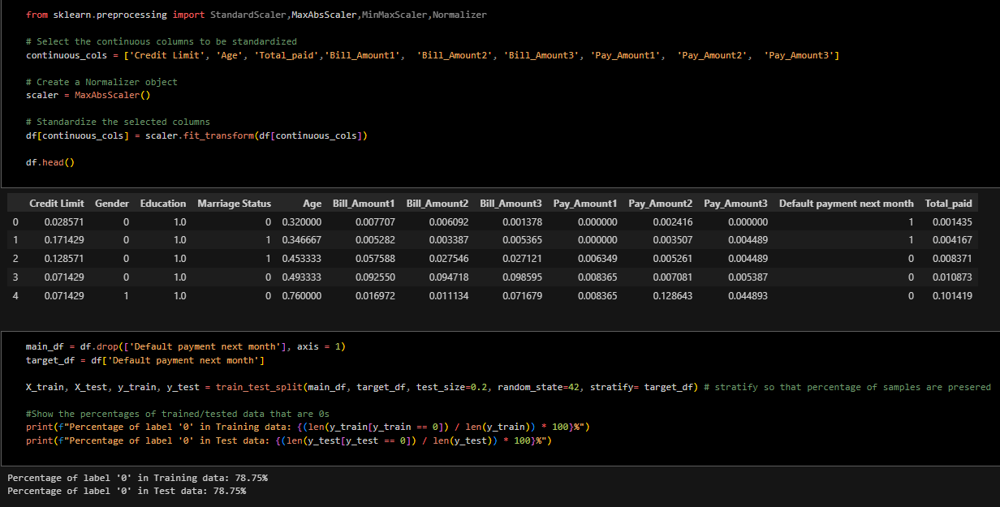 from sklearn.preprocessing import StandardScaler,MaxAbsScaler,MinMaxScaler,Normalizer
# Select the continuous columns to be standardized
continuous_cols = ['Credit Limit', 'Age', 'Total_paid','Bill_Amount1',  'Bill_Amount2', 'Bill_Amount3', 'Pay_Amount1',  'Pay_Amount2',  'Pay_Amount3']
# Create a Normalizer object
scaler = MaxAbsScaler()
# Standardize the selected columns
df[continuous_cols] = scaler.fit_transform(df[continuous_cols])
df.head()
Credit Limit Gender Education Marriage Status Age Bill_Amount1 Bill_Amount2 Bill_Amount3 Pay_Amount1 Pay_Amount2 Pay_Amount3 Default payment next month Total_paid
0 0.028571 0 1.0 0 0.320000 0.007707 0.006092 0.001378 0.000000 0.002416 0.000000 1 0.001435
1 0.171429 0 1.0 1 0.346667 0.005282 0.003387 0.005365 0.000000 0.003507 0.004489 1 0.004167
2 0.128571 0 1.0 1 0.453333 0.057588 0.027546 0.027121 0.006349 0.005261 0.004489 0 0.008371
3 0.071429 0 1.0 0 0.493333 0.092550 0.094718 0.098595 0.008365 0.007081 0.005387 0 0.010873
4 0.071429 1 1.0 0 0.760000 0.016972 0.011134 0.071679 0.008365 0.128643 0.044893 0 0.101419
main_df = df.drop(['Default payment next month'], axis = 1)
target_df = df['Default payment next month']
X_train, X_test, y_train, y_test = train_test_split(main_df, target_df, test_size=0.2, random_state=42, stratify= target_df) # stratify so that percentage of samples are presered
#Show the percentages of trained/tested data that are 0s
print(f"Percentage of label '0' in Training data: {(len(y_train[y_train == 0]) / len(y_train)) * 100}%")
print(f"Percentage of label '0' in Test data: {(len(y_test[y_test == 0]) / len(y_test)) * 100}%")
Percentage of label '0' in Training data: 78.75%
Percentage of label '0' in Test data: 78.75%